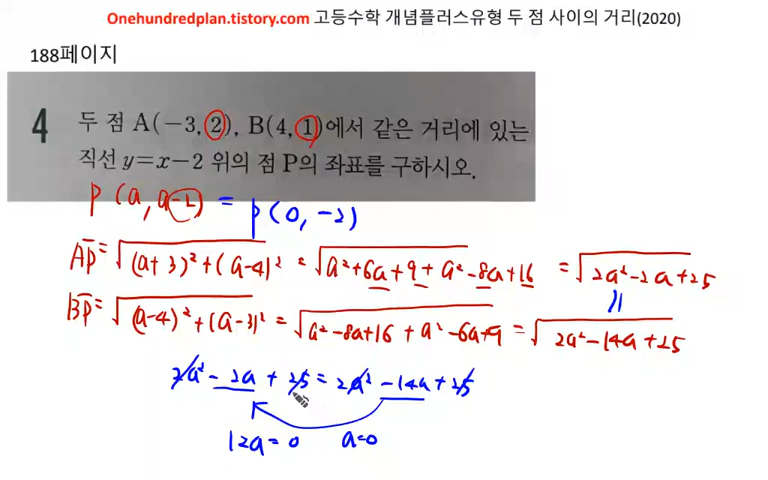 Onehundredplan.tistory.com 고등수학 개념플러스유형 두 점 사이의 거리(2020)
188페이지
4 두 점 A(−3, 2), B(4, 1)에서 같은 거리에 있는
직선 y=x−2 위의 점 P의 좌표를 구하시오.
P(a, a-2) = P(0, -2)
AP = √(a+3)²+(a-4)² = √a²+6a+9+a²-8a+16 = √2a²-2a+25
BP = √(a-4)²+(a-3)² = √a²-8a+16+a²-6a+9 = √2a²-14a+25
2a²-2a+25=2a²-14a+25
12a=0 a=0